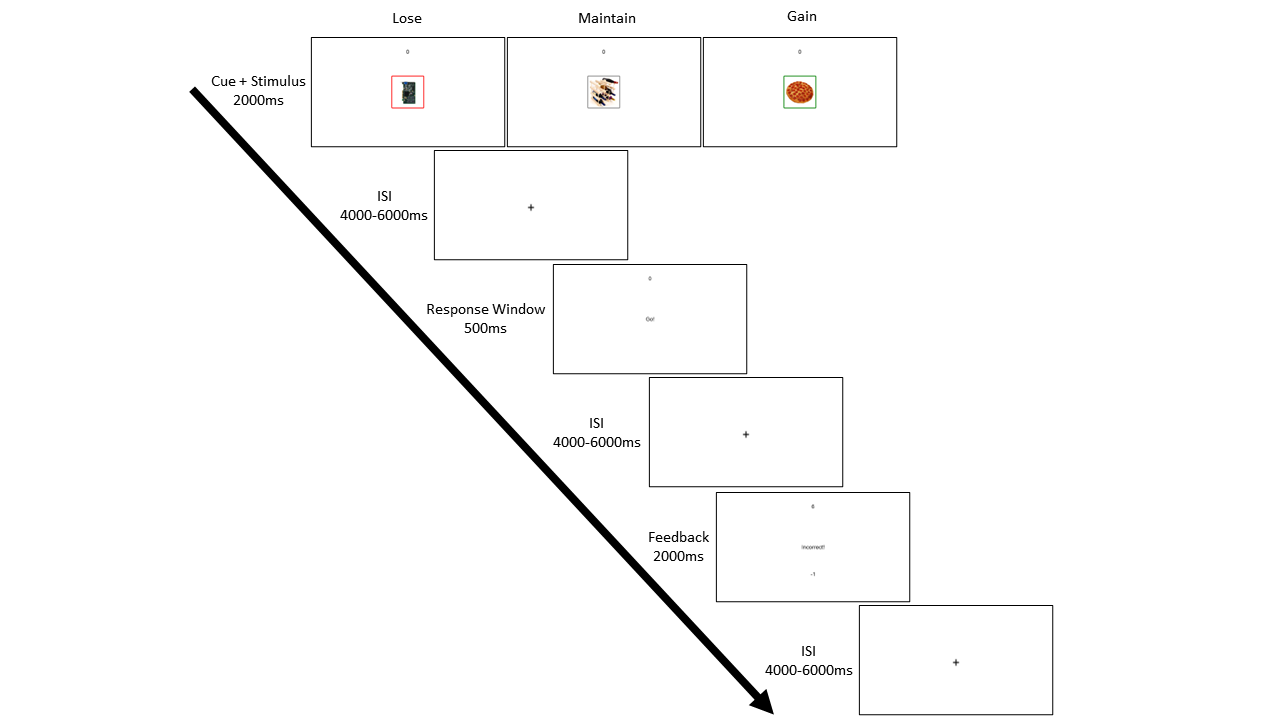 Lose
Maintain
Gain
0
0
0
Cue + Stimulus
2000ms
ISI
4000-6000ms
+
0
Response Window
500ms
Go!
ISI
4000-6000ms
+
Feedback
2000ms
Incorrect!
-1
ISI
4000-6000ms
+